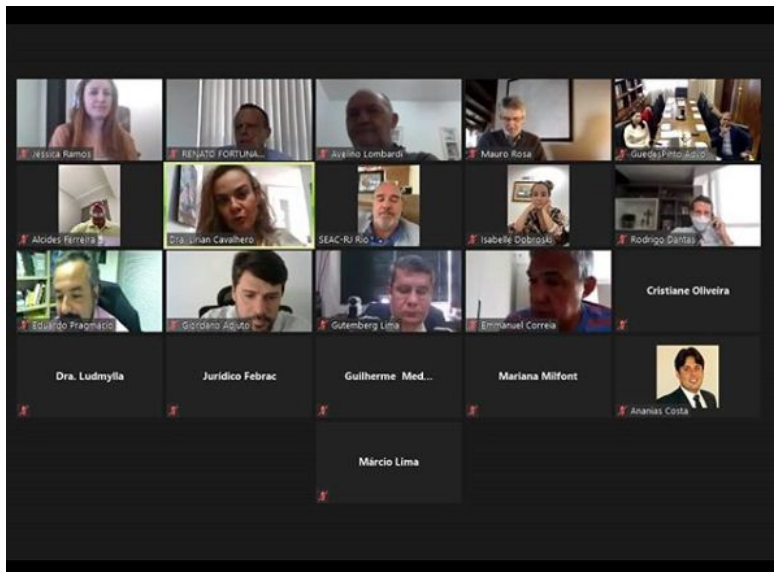 Jessica Ramos
RENATO FORTUNA...
Avelino Lombardi
Mauro Rosa
GuedesPinto Advo...
Alcides Ferreira
Dra. Lirian Cavalhero
SEAC-RJ Rio
Isabelle Dobroski
Rodrigo Dantas
Eduardo Pragmacio
Giordano Adjuto
Gutemberg Lima
Emmanuel Correia
Cristiane Oliveira
Dra. Ludmylla
Jurídico Febrac
Guilherme Med...
Mariana Milfont
Ananias Costa
Márcio Lima